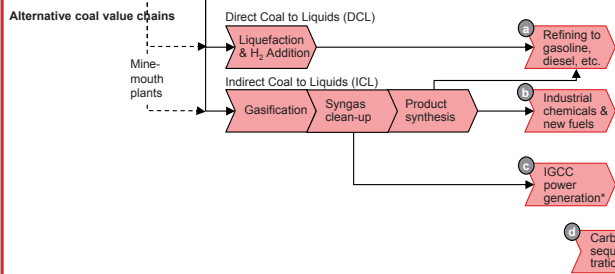 Alternative coal value chains
Direct Coal to Liquids (DCL)
Liquefaction
& H₂ Addition
a
Refining to
gasoline,
diesel, etc.
Mine-
mouth
plants
Indirect Coal to Liquids (ICL)
Gasification
Syngas
clean-up
Product
synthesis
b
Industrial
chemicals &
new fuels
c
IGCC
power
generation*
d